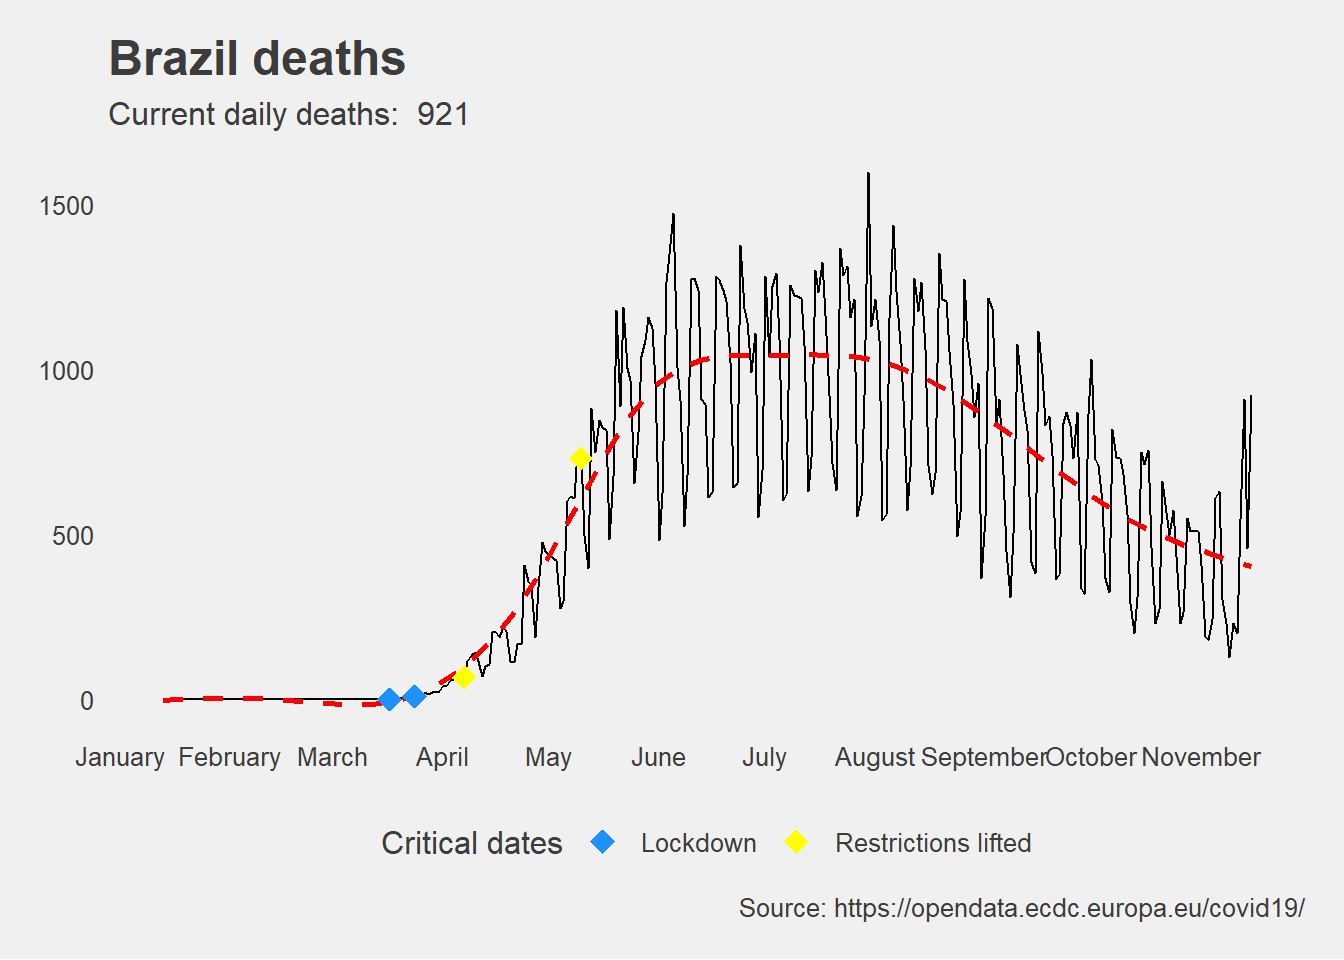 Brazil deaths
Current daily deaths:  921
1500
1000
500
0
January February March April May June July August September October November
Critical dates Lockdown Restrictions lifted
Source: https://opendata.ecdc.europa.eu/covid19/